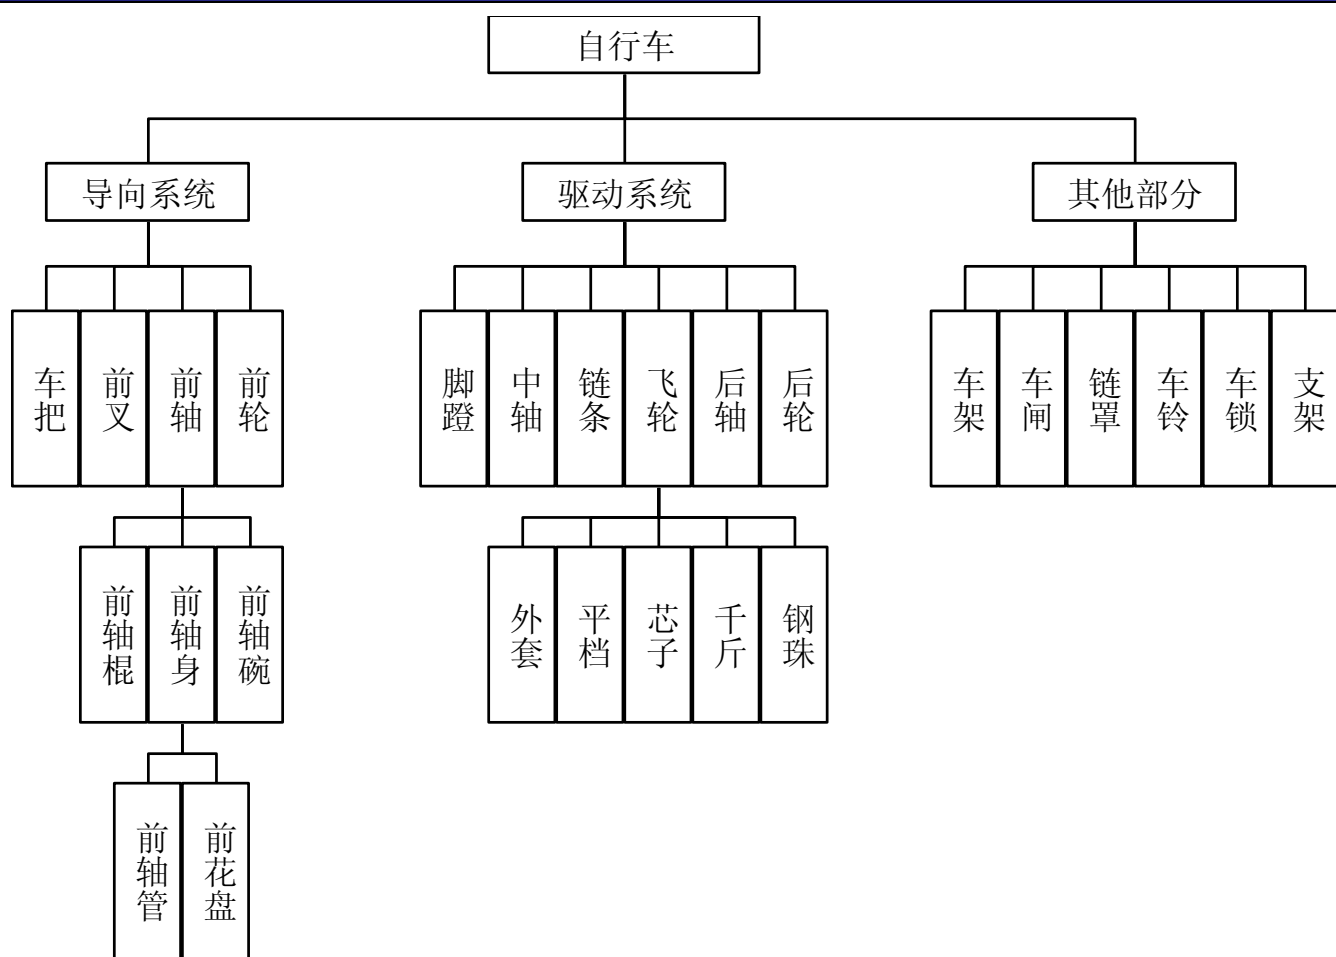 自行车
导向系统
驱动系统
其他部分
车把
前叉
前轴
前轮
脚蹬
中轴
链条
飞轮
后轴
后轮
车架
车闸
链罩
车铃
车锁
支架
前轴棍
前轴身
前轴碗
外套
平档
芯子
千斤
钢珠
前轴管
前花盘